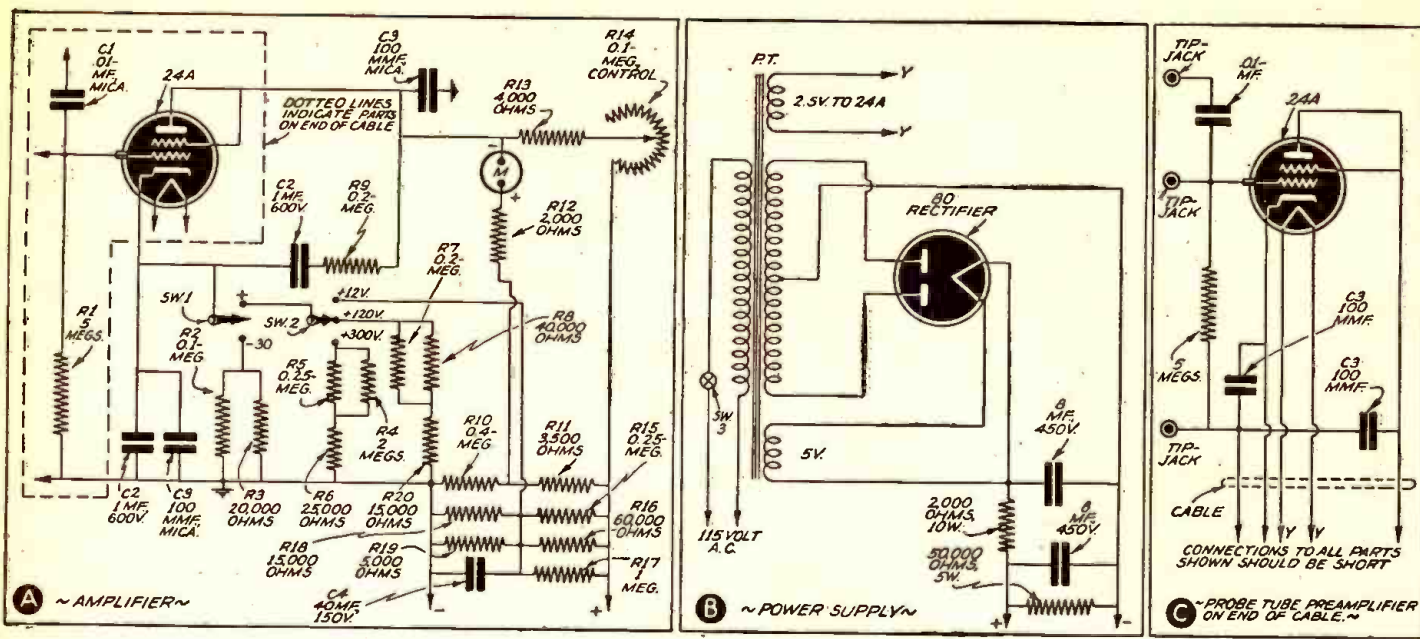 C1
.01-
MF,
MICA.
24A
DOTTED LINES
INDICATE PARTS
ON END OF CABLE
C3
100
MMF,
MICA.
R13
4,000
OHMS
R14
0.1-
MEG,
CONTROL
-
M
+
C2
1 MF.
600V.
R9
0.2-
MEG.
R12
2,000
OHMS
R7
0.2-
MEG.
R1
5
MEGS.
SW.1
+
-30
SW.2
+12V.
+120V.
+300V.
R8
40,000
OHMS
R2
0.1-
MEG.
R5
0.25-
MEG.
R4
2
MEGS.
R10
0.4-
MEG.
R11
3,500
OHMS
R15
0.25-
MEG.
C2
1 MF.
600V.
C3
100
MMF,
MICA.
R3
20,000
OHMS
R6
25,000
OHMS
R20
15,000
OHMS
R16
60,000
OHMS
R18
15,000
OHMS
R19
5,000
OHMS
R17
1
MEG.
C4
40MF.
150V.
-
+
A ~AMPLIFIER~
P.T.
Y
2.5V. TO 24A
Y
80
RECTIFIER
SW.
3
5V.
115 VOLT
A.C.
8
MF.
450V.
2,000
OHMS,
10W.
8
MF.
450V.
50,000
OHMS,
5W.
+
-
B ~POWER SUPPLY~
TIP-
JACK
.01-
MF.
24A
TIP-
JACK
5
MEGS.
C3
100
MMF.
C3
100
MMF.
TIP-
JACK
CABLE
Y Y
CONNECTIONS TO ALL PARTS
SHOWN SHOULD BE SHORT
C ~PROBE TUBE PREAMPLIFIER
ON END OF CABLE.~